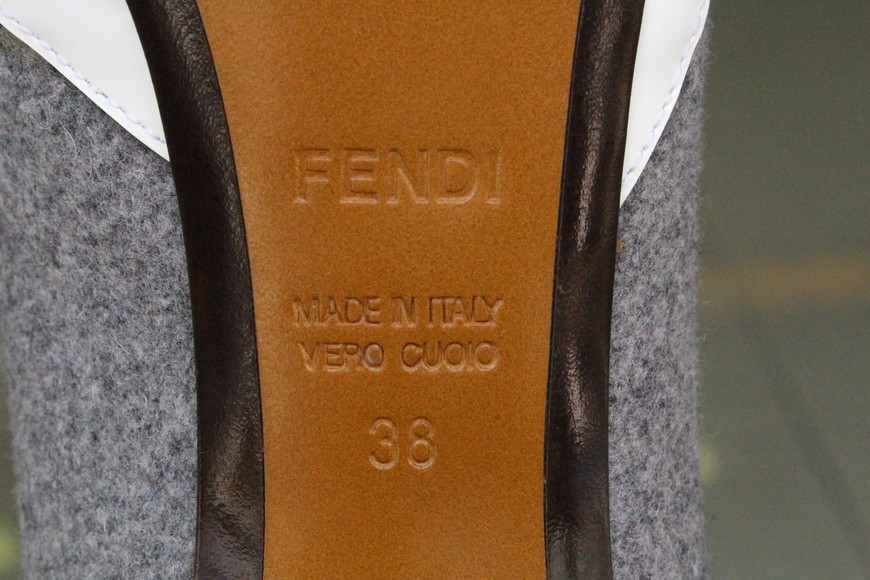 FENDI
MADE IN ITALY
VERO CUOIO
38